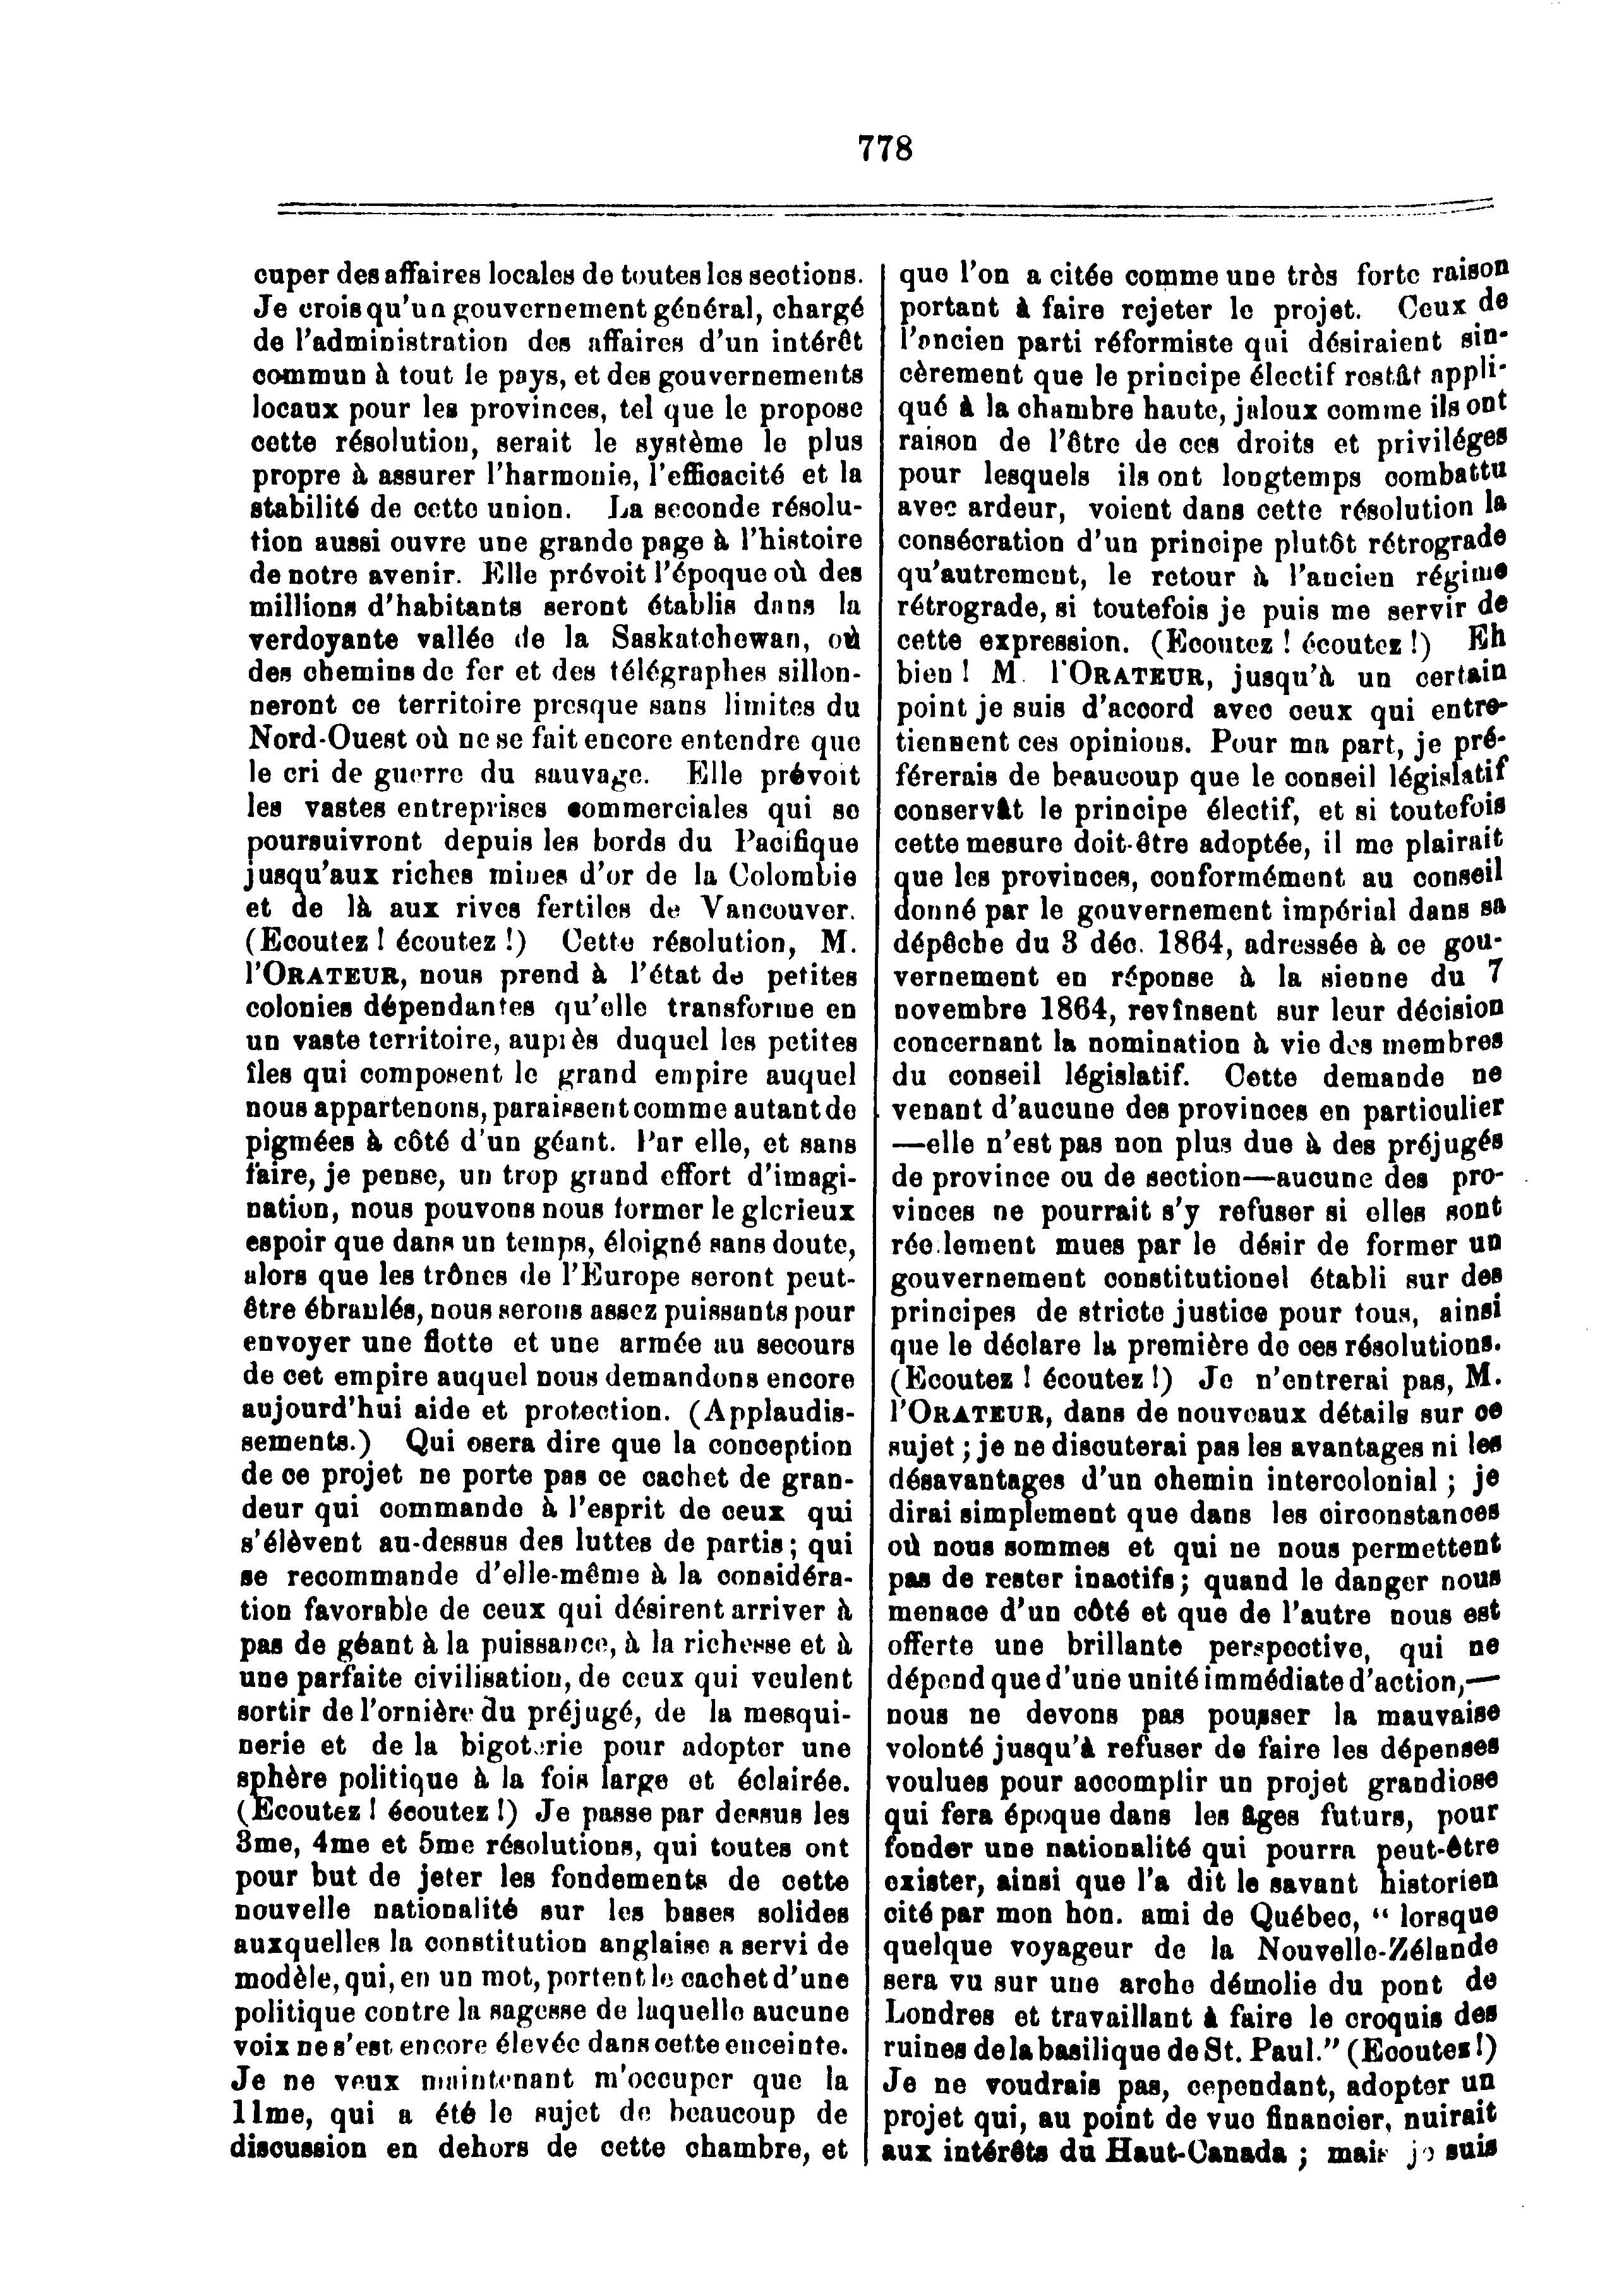 778
cuper des affaires locales de toutes les sections.
Je crois qu'un gouvernement général, chargé
de l'administration des affaires d'un intérêt
commun à tout le pays, et des gouvernements
locaux pour les provinces, tel que le propose
cette résolution, serait le système le plus
propre à assurer l'harmonie, l'efficacité et la
stabilité de cette union. La seconde résolu-
tion aussi ouvre une grande page à l'histoire
de notre avenir. Elle prévoit l'époque où des
millions d'habitants seront établis dans la
verdoyante vallée de la Saskatchewan, où
des chemins de fer et des télégraphes sillon-
neront ce territoire presque sans limites du
Nord-Ouest où ne se fait encore entendre que
le cri de guerre du sauvage. Elle prévoit
les vastes entreprises commerciales qui se
poursuivront depuis les bords du Pacifique
jusqu'aux riches mines d'or de la Colombie
et de là aux rives fertiles de Vancouver.
(Ecoutez ! écoutez !) Cette résolution, M.
l'ORATEUR, nous prend à l'état de petites
colonies dépendantes qu'elle transforme en
un vaste territoire, auprès duquel les petites
îles qui composent le grand empire auquel
nous appartenons, paraissent comme autant de
pigmées à côté d'un géant. Par elle, et sans
faire, je pense, un trop grand effort d'imagi-
nation, nous pouvons nous former le glorieux
espoir que dans un temps, éloigné sans doute,
alors que les trônes de l'Europe seront peut-
être ébranlés, nous serons assez puissants pour
envoyer une flotte et une armée au secours
de cet empire auquel nous demandons encore
aujourd'hui aide et protection. (Applaudis-
sements.) Qui osera dire que la conception
de ce projet ne porte pas ce cachet de gran-
deur qui commande à l'esprit de ceux qui
s'élèvent au-dessus des luttes de partis ; qui
se recommande d'elle-même à la considéra-
tion favorable de ceux qui désirent arriver à
pas de géant à la puissance, à la richesse et à
une parfaite civilisation, de ceux qui veulent
sortir de l'ornière du préjugé, de la mesqui-
nerie et de la bigoterie pour adopter une
sphère politique à la fois large et éclairée.
(Ecoutez ! écoutez !) Je passe par dessus les
3me, 4me et 5me résolutions, qui toutes ont
pour but de jeter les fondements de cette
nouvelle nationalité sur les bases solides
auxquelles la constitution anglaise a servi de
modèle, qui, en un mot, portent le cachet d'une
politique contre la sagesse de laquelle aucune
voix ne s'est encore élevée dans cette enceinte.
Je ne veux maintenant m'occuper que la
11me, qui a été le sujet de beaucoup de
discussion en dehors de cette chambre, et
que l'on a citée comme une très forte raison
portant à faire rejeter le projet. Ceux de
l'ancien parti réformiste qui désiraient sin-
cèrement que le principe électif restât appli-
qué à la chambre haute, jaloux comme ils ont
raison de l'être de ces droits et priviléges
pour lesquels ils ont longtemps combattu
avec ardeur, voient dans cette résolution la
consécration d'un principe plutôt rétrograde
qu'autrement, le retour à l'ancien régime
rétrograde, si toutefois je puis me servir de
cette expression. (Ecoutez ! écoutez !) Eh
bien ! M. l'ORATEUR, jusqu'à un certain
point je suis d'accord avec ceux qui entre-
tiennent ces opinions. Pour ma part, je pré-
férerais de beaucoup que le conseil législatif
conservât le principe électif, et si toutefois
cette mesure doit-être adoptée, il me plairait
que les provinces, conformément au conseil
donné par le gouvernement impérial dans sa
dépêche du 3 déc. 1864, adressée à ce gou-
vernement en réponse à la sienne du 7
novembre 1864, revînsent sur leur décision
concernant la nomination à vie des membres
du conseil législatif. Cette demande ne
venant d'aucune des provinces en particulier
—elle n'est pas non plus due à des préjugés
de province ou de section—aucune des pro-
vinces ne pourrait s'y refuser si elles sont
réellement mues par le désir de former un
gouvernement constitutionel établi sur des
principes de stricte justice pour tous, ainsi
que le déclare la première de ces résolutions.
(Ecoutez ! écoutez !) Je n'entrerai pas, M.
l'ORATEUR, dans de nouveaux détails sur ce
sujet ; je ne discuterai pas les avantages ni les
désavantages d'un chemin intercolonial ; je
dirai simplement que dans les circonstances
où nous sommes et qui ne nous permettent
pas de rester inactifs ; quand le danger nous
menace d'un côté et que de l'autre nous est
offerte une brillante perspective, qui ne
dépend que d'une unité immédiate d'action,—
nous ne devons pas pousser la mauvaise
volonté jusqu'à refuser de faire les dépenses
voulues pour accomplir un projet grandiose
qui fera époque dans les âges futurs, pour
fonder une nationalité qui pourra peut-être
exister, ainsi que l'a dit le savant historien
cité par mon hon. ami de Québec, " lorsque
quelque voyageur de la Nouvelle-Zélande
sera vu sur une arche démolie du pont de
Londres et travaillant à faire le croquis des
ruines de la basilique de St. Paul." (Ecoutez !)
Je ne voudrais pas, cependant, adopter un
projet qui, au point de vue financier, nuirait
aux intérêts du Haut-Canada ; mais je suis